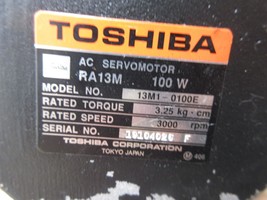 TOSHIBA
AC SERVOMOTOR
RA13M 100 W
MODEL NO. 13M1-0100E
RATED TORQUE 3.25 kg·cm
RATED SPEED 3000 rpm
SERIAL NO. F
TOSHIBA CORPORATION
TOKYO JAPAN